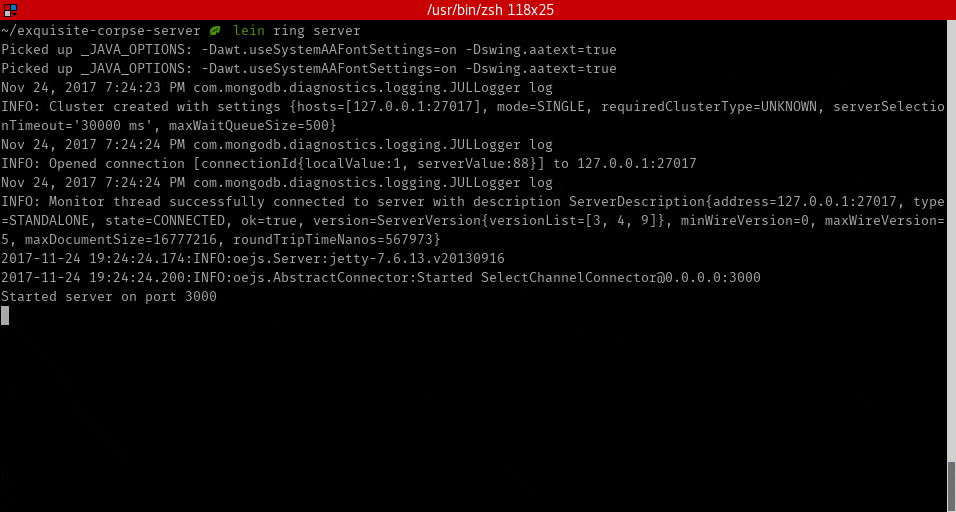 /usr/bin/zsh 118x25
~/exquisite-corpse-server lein ring server
Picked up _JAVA_OPTIONS: -Dawt.useSystemAAFontSettings=on -Dswing.aatext=true
Picked up _JAVA_OPTIONS: -Dawt.useSystemAAFontSettings=on -Dswing.aatext=true
Nov 24, 2017 7:24:23 PM com.mongodb.diagnostics.logging.JULLogger log
INFO: Cluster created with settings {hosts=[127.0.0.1:27017], mode=SINGLE, requiredClusterType=UNKNOWN, serverSelectio
nTimeout='30000 ms', maxWaitQueueSize=500}
Nov 24, 2017 7:24:24 PM com.mongodb.diagnostics.logging.JULLogger log
INFO: Opened connection [connectionId{localValue:1, serverValue:88}] to 127.0.0.1:27017
Nov 24, 2017 7:24:24 PM com.mongodb.diagnostics.logging.JULLogger log
INFO: Monitor thread successfully connected to server with description ServerDescription{address=127.0.0.1:27017, type
=STANDALONE, state=CONNECTED, ok=true, version=ServerVersion{versionList=[3, 4, 9]}, minWireVersion=0, maxWireVersion=
5, maxDocumentSize=16777216, roundTripTimeNanos=567973}
2017-11-24 19:24:24.174:INFO:oejs.Server:jetty-7.6.13.v20130916
2017-11-24 19:24:24.200:INFO:oejs.AbstractConnector:Started SelectChannelConnector@0.0.0.0:3000
Started server on port 3000